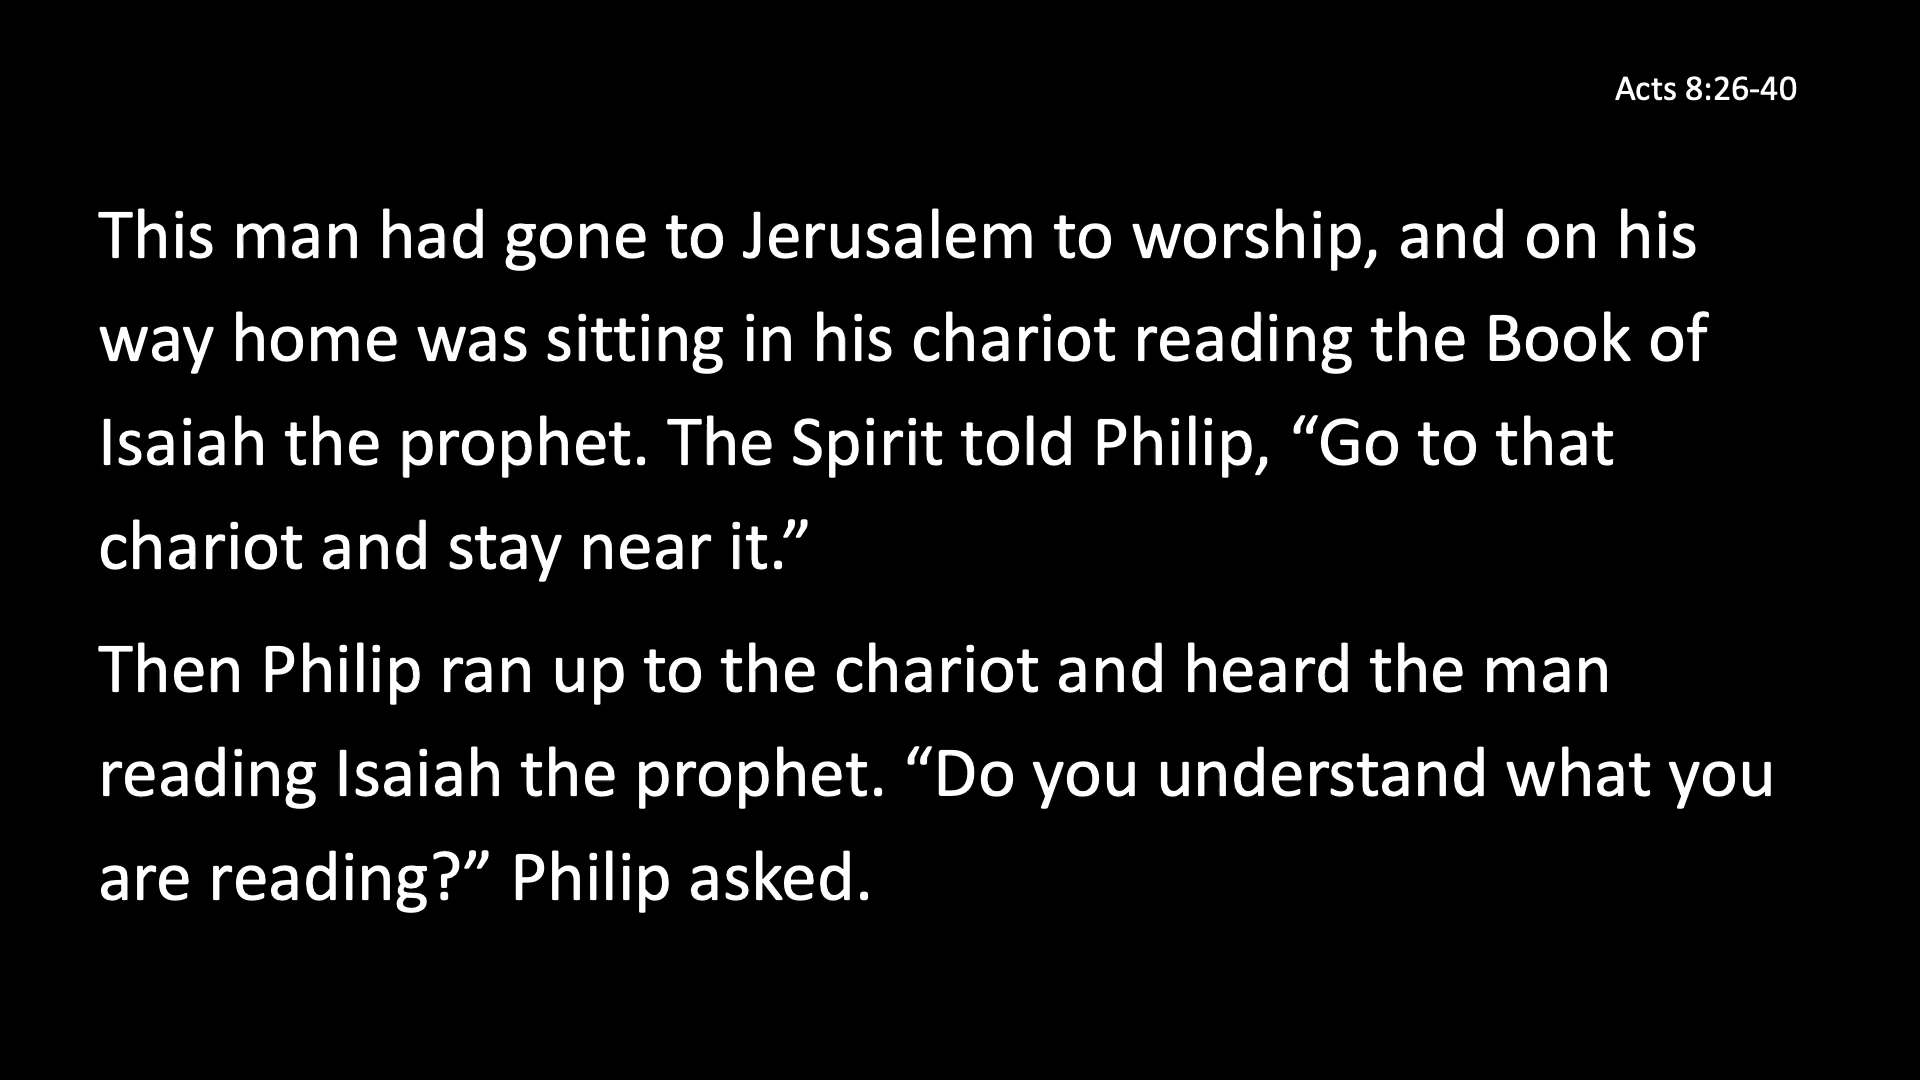 Acts 8:26-40
This man had gone to Jerusalem to worship, and on his
way home was sitting in his chariot reading the Book of
Isaiah the prophet. The Spirit told Philip, “Go to that
chariot and stay near it.”
Then Philip ran up to the chariot and heard the man
reading Isaiah the prophet. “Do you understand what you
are reading?” Philip asked.